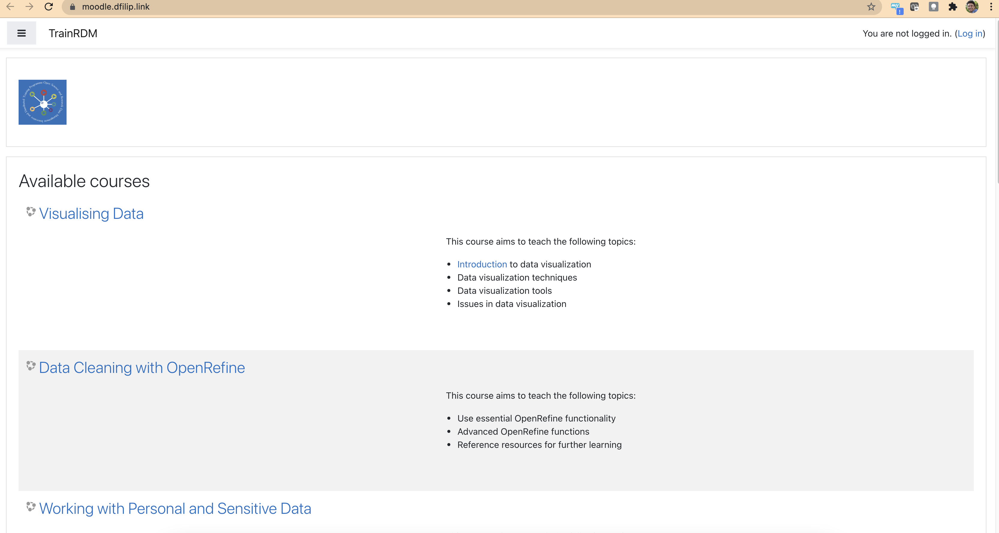 moodle.dfilip.link
my
!
TrainRDM
You are not logged in. (Log in)
Training Programme Open Science and Research Data Management Innovative and Distributed
Available courses
Visualising Data
This course aims to teach the following topics:
• Introduction to data visualization
• Data visualization techniques
• Data visualization tools
• Issues in data visualization
Data Cleaning with OpenRefine
This course aims to teach the following topics:
• Use essential OpenRefine functionality
• Advanced OpenRefine functions
• Reference resources for further learning
Working with Personal and Sensitive Data